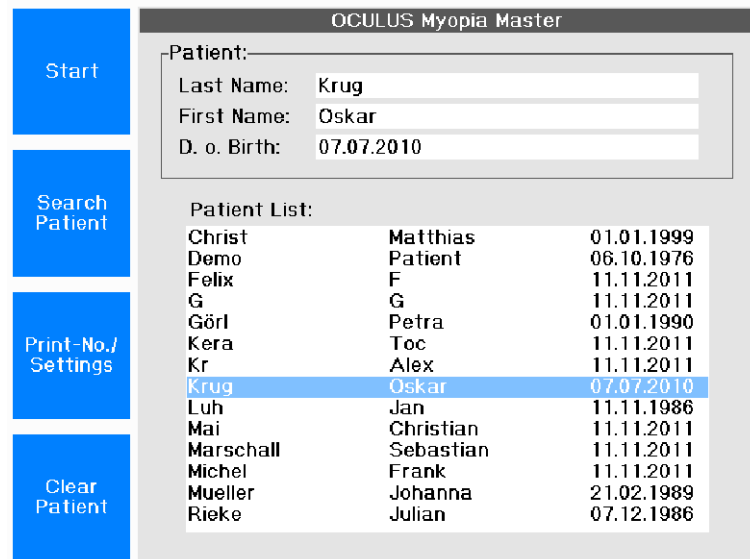 OCULUS Myopia Master
Start
Search
Patient
Print-No./
Settings
Clear
Patient
Patient:
Last Name: Krug
First Name: Oskar
D. o. Birth: 07.07.2010
Patient List:
Christ Matthias 01.01.1999
Demo Patient 06.10.1976
Felix F 11.11.2011
G G 11.11.2011
Görl Petra 01.01.1990
Kera Toc 11.11.2011
Kr Alex 11.11.2011
Krug Oskar 07.07.2010
Luh Jan 11.11.1986
Mai Christian 11.11.2011
Marschall Sebastian 11.11.2011
Michel Frank 11.11.2011
Mueller Johanna 21.02.1989
Rieke Julian 07.12.1986